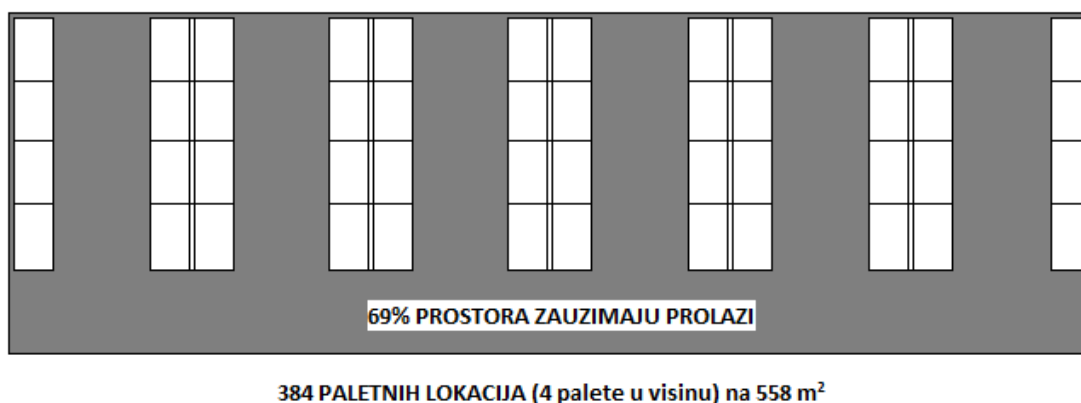 69% PROSTORA ZAUZIMAJU PROLAZI
384 PALETNIH LOKACIJA (4 palete u visinu) na 558 m²